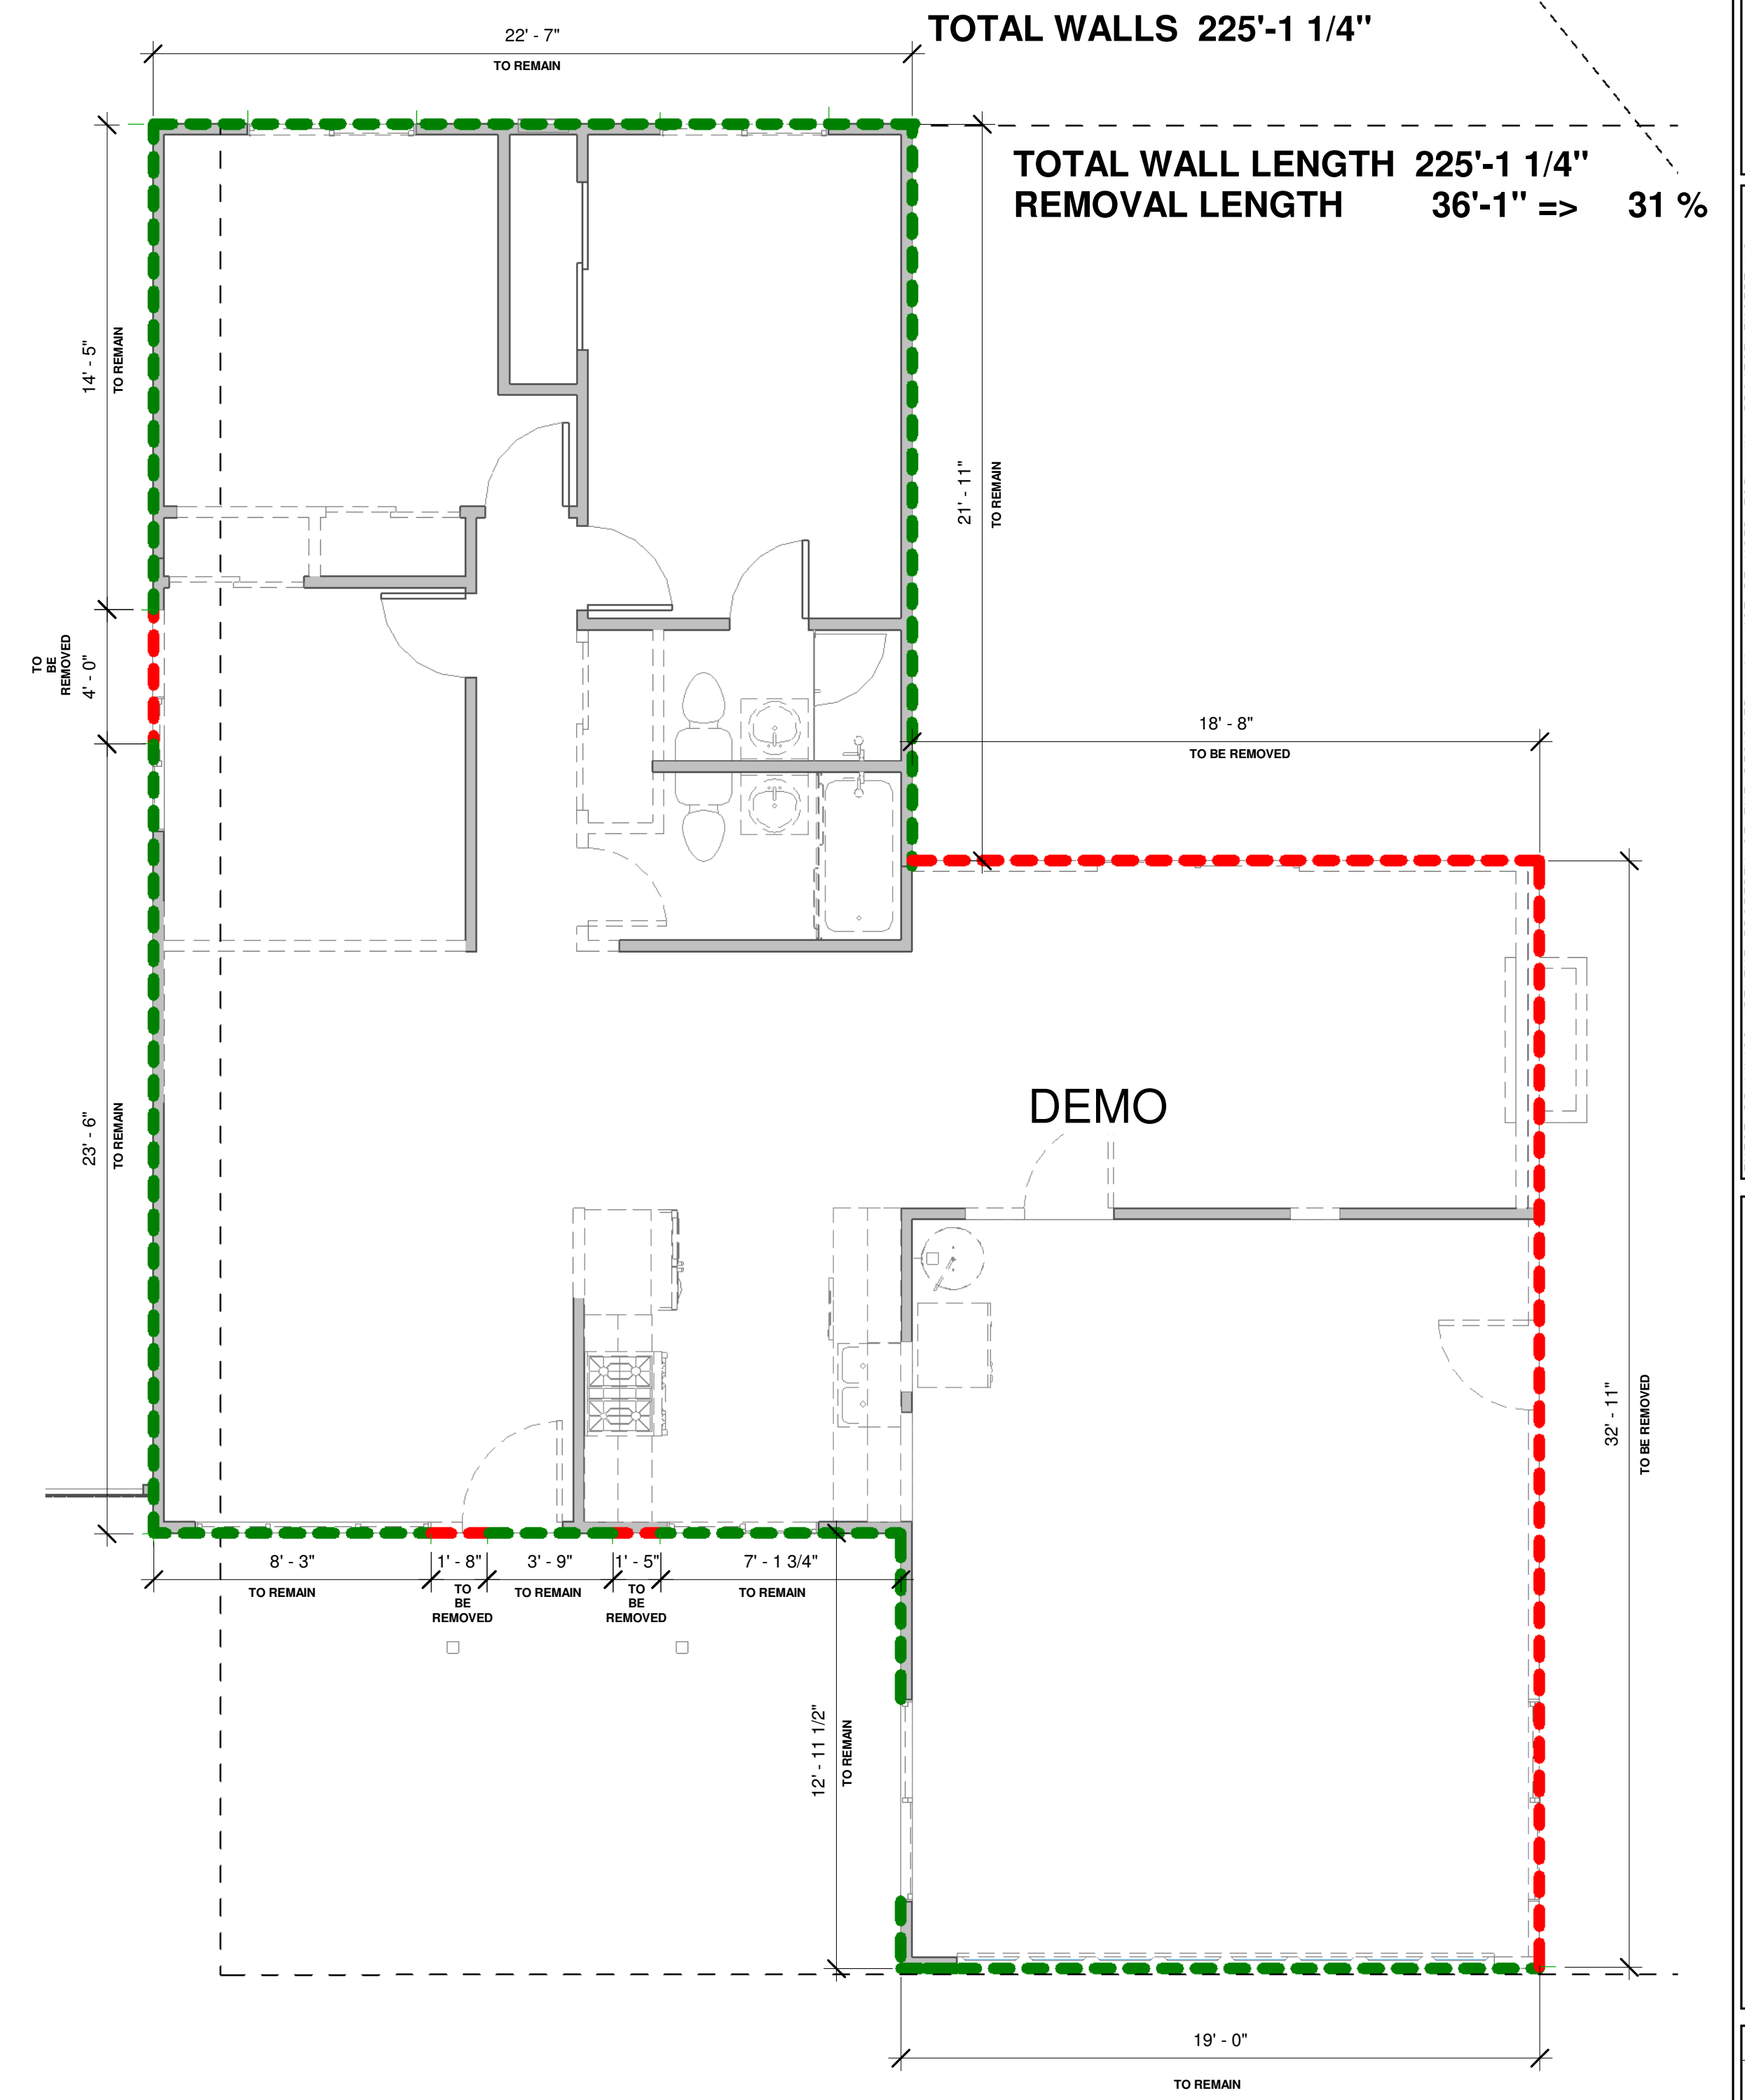 TOTAL WALLS 225'-1 1/4"
22' - 7"
TO REMAIN
TOTAL WALL LENGTH 225'-1 1/4"
REMOVAL LENGTH 36'-1" => 31 %
14' - 5"
TO REMAIN
21' - 11"
TO REMAIN
TO
BE
REMOVED
4' - 0"
18' - 8"
TO BE REMOVED
DEMO
23' - 6"
TO REMAIN
32' - 11"
TO BE REMOVED
8' - 3"
TO REMAIN
1' - 8"
TO
BE
REMOVED
3' - 9"
TO REMAIN
1' - 5"
TO
BE
REMOVED
7' - 1 3/4"
TO REMAIN
12' - 11 1/2"
TO REMAIN
19' - 0"
TO REMAIN